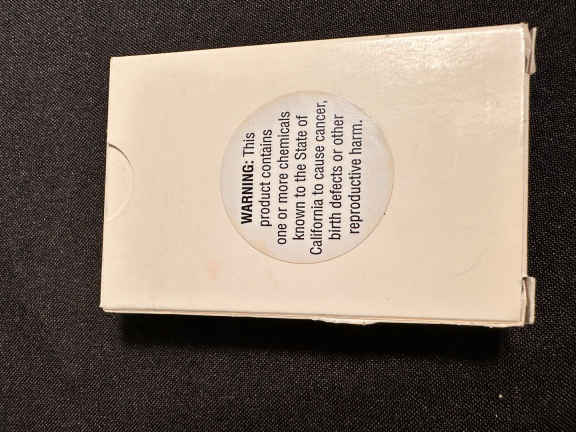 WARNING: This
product contains
one or more chemicals
known to the State of
California to cause cancer,
birth defects or other
reproductive harm.